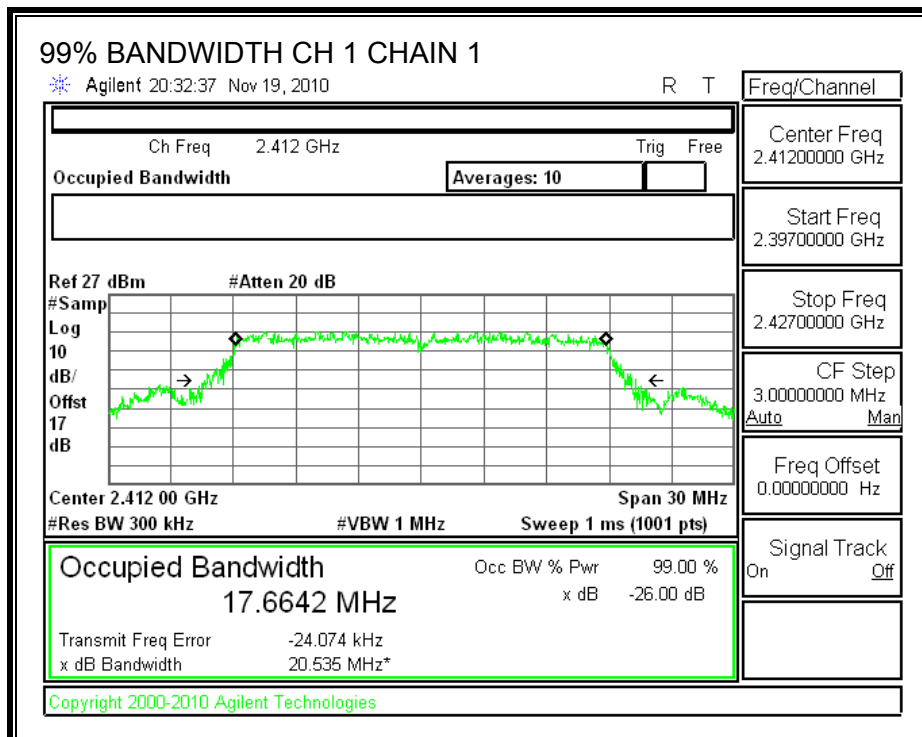 99% BANDWIDTH CH 1 CHAIN 1
Agilent 20:32:37 Nov 19, 2010 R T
Freq/Channel
Ch Freq 2.412 GHz Trig Free
Occupied Bandwidth Averages: 10
Center Freq
2.41200000 GHz
Start Freq
2.39700000 GHz
Stop Freq
2.42700000 GHz
CF Step
3.00000000 MHz
Auto Man
Freq Offset
0.00000000 Hz
Signal Track
On Off
Ref 27 dBm #Atten 20 dB
#Samp
Log
10
dB/
Offst
17
dB
Center 2.412 00 GHz Span 30 MHz
#Res BW 300 kHz #VBW 1 MHz Sweep 1 ms (1001 pts)
Occupied Bandwidth Occ BW % Pwr 99.00 %
17.6642 MHz x dB -26.00 dB
Transmit Freq Error -24.074 kHz
x dB Bandwidth 20.535 MHz*
Copyright 2000-2010 Agilent Technologies